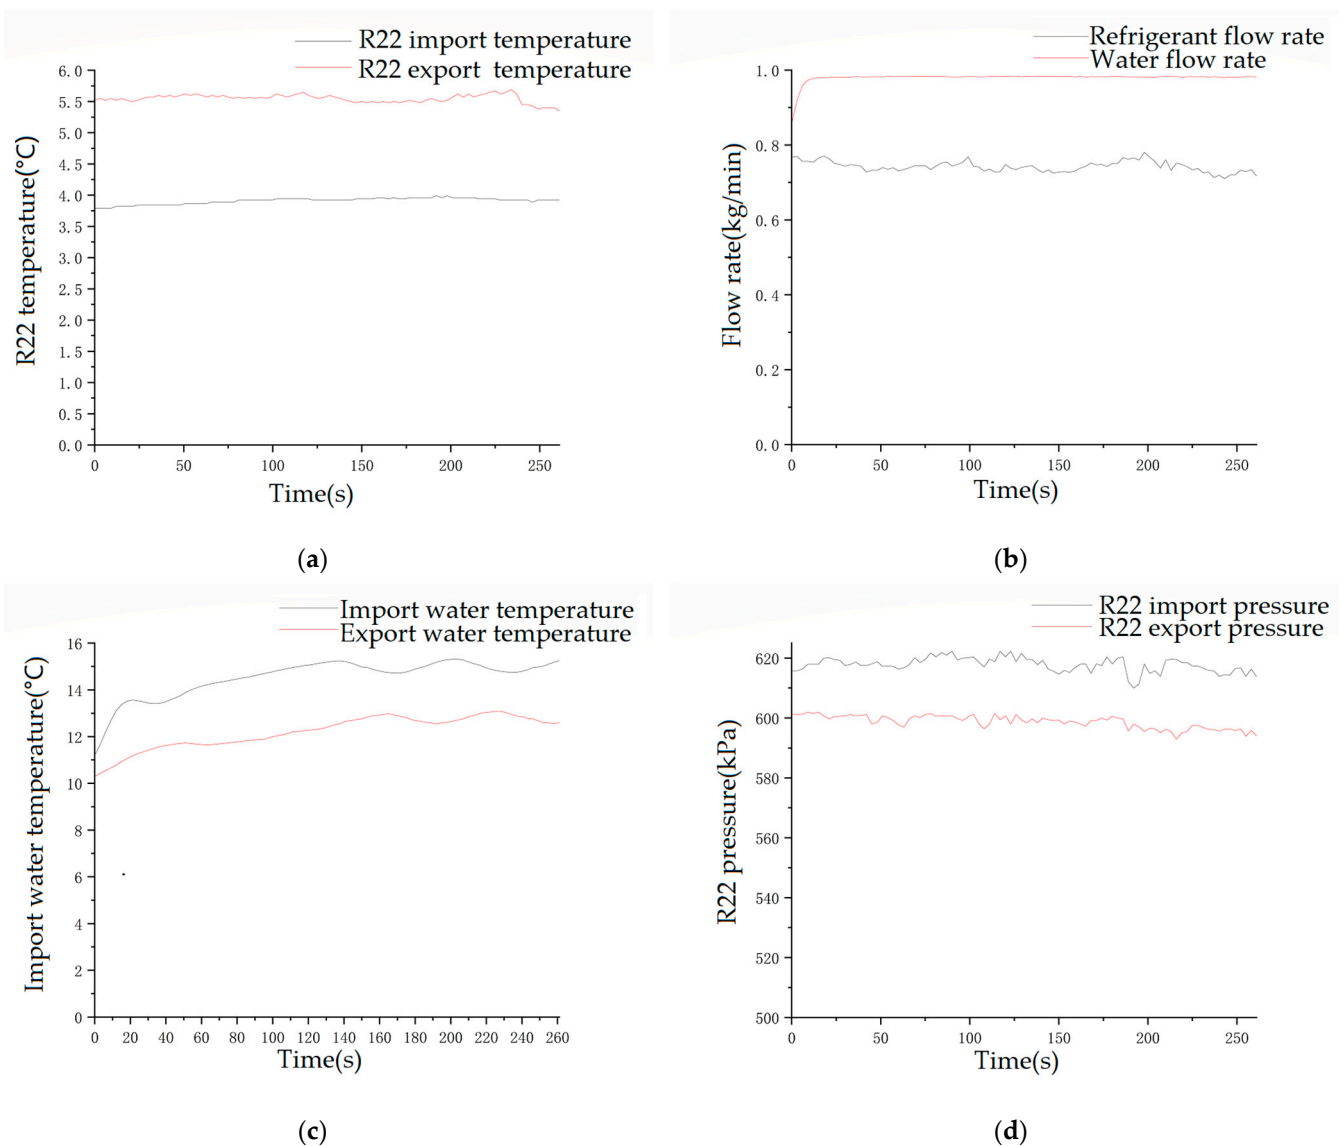 R22 import temperature
R22 export temperature
6.0
5.5
5.0
4.5
4.0
3.5
3.0
2.5
2.0
1.5
1.0
0.5
0.0
R22 temperature(°C)
0 50 100 150 200 250
Time(s)
(a)
Refrigerant flow rate
Water flow rate
1.0
0.8
0.6
0.4
0.2
0.0
Flow rate(kg/min)
0 50 100 150 200 250
Time(s)
(b)
Import water temperature
Export water temperature
16
14
12
10
8
6
4
2
0
Import water temperature(°C)
0 20 40 60 80 100 120 140 160 180 200 220 240 260
Time(s)
(c)
R22 import pressure
R22 export pressure
620
600
580
560
540
520
500
R22 pressure(kPa)
0 50 100 150 200 250
Time(s)
(d)